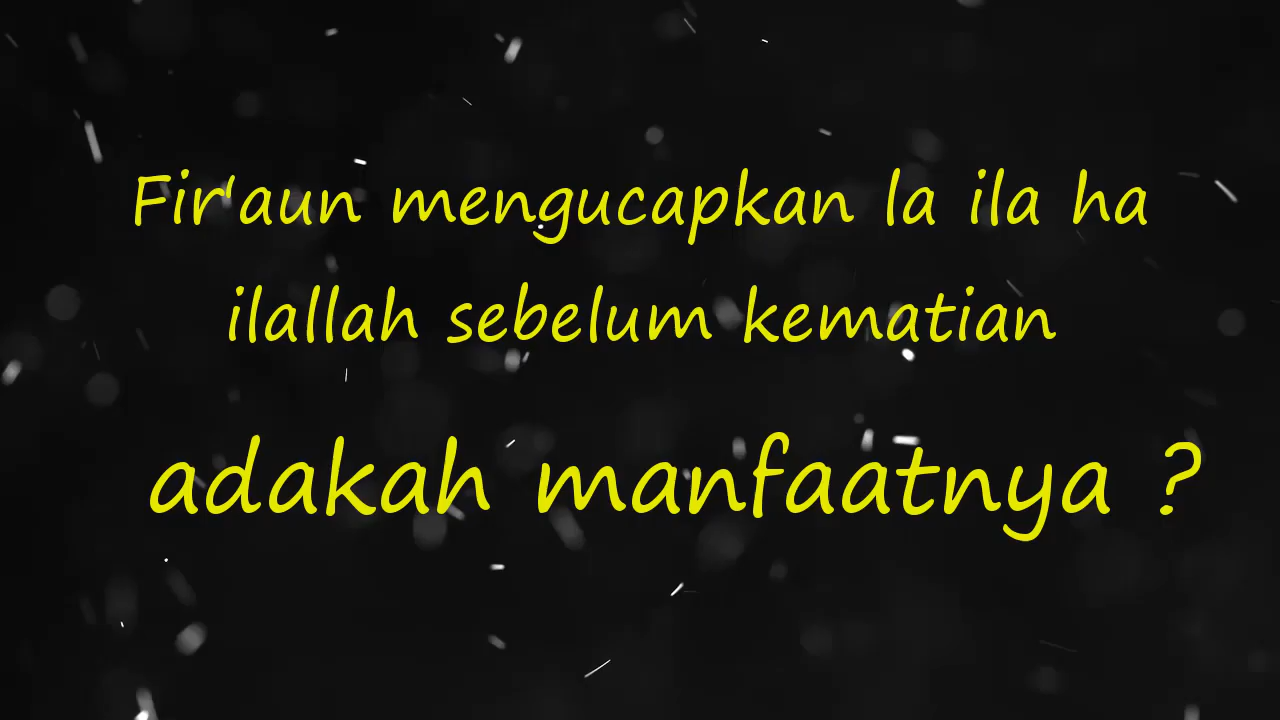 Fir'aun mengucapkan la ila ha
ilallah sebelum kematian
adakah manfaatnya ?